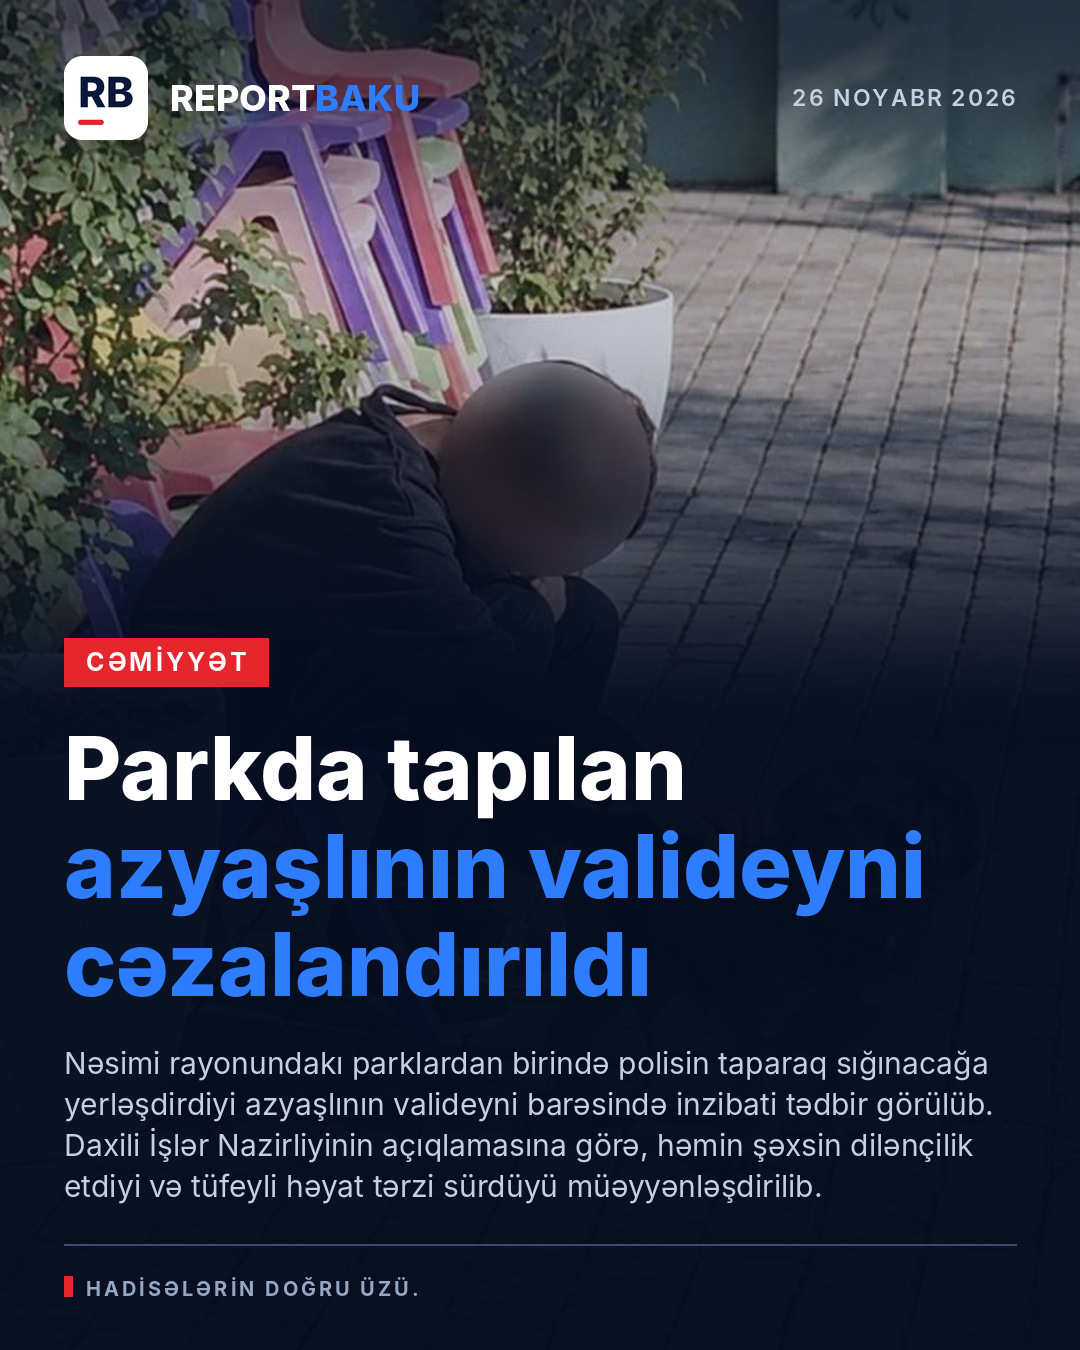 RB
REPORTBAKU
26 NOYABR 2026
CƏMİYYƏT
Parkda tapılan
azyaşlının valideyni
cəzalandırıldı
Nəsimi rayonundakı parklardan birində polisin taparaq sığınacağa
yerləşdirdiyi azyaşlının valideyni barəsində inzibati tədbir görülüb.
Daxili İşlər Nazirliyinin açıqlamasına görə, həmin şəxsin dilənçilik
etdiyi və tüfeyli həyat tərzi sürdüyü müəyyənləşdirilib.
HADİSƏLƏRİN DOĞRU ÜZÜ.